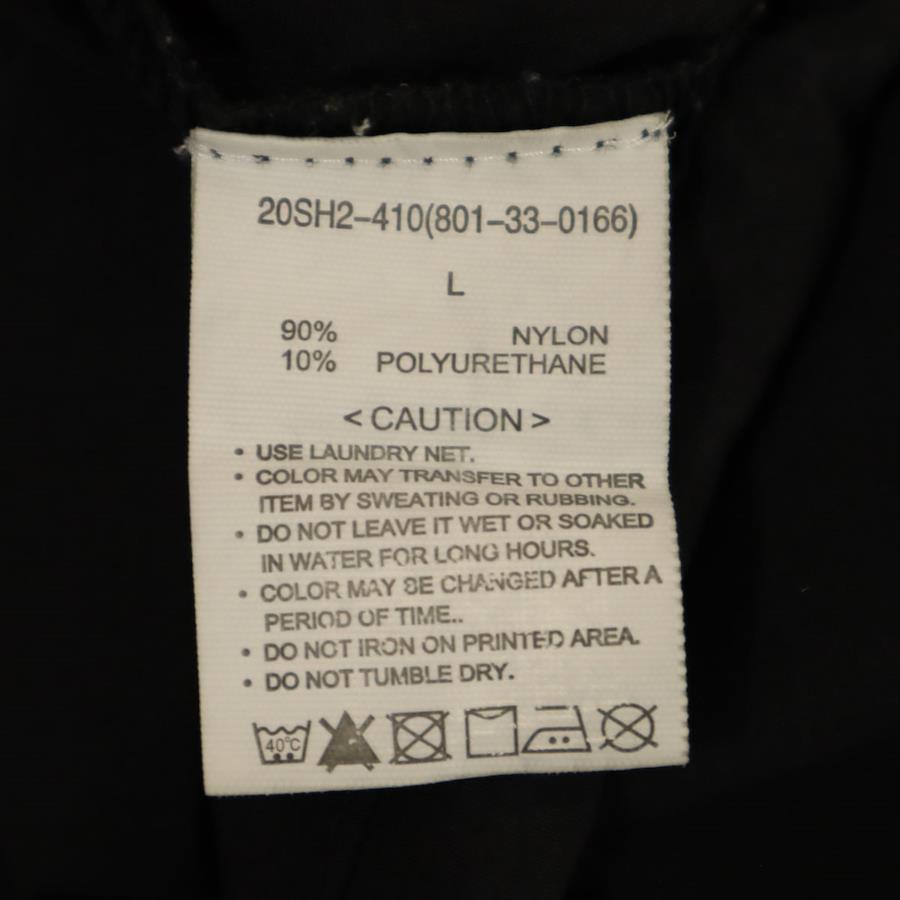 20SH2-410(801-33-0166)
L
90% NYLON
10% POLYURETHANE
<CAUTION>
• USE LAUNDRY NET.
• COLOR MAY TRANSFER TO OTHER
ITEM BY SWEATING OR RUBBING.
• DO NOT LEAVE IT WET OR SOAKED
IN WATER FOR LONG HOURS.
• COLOR MAY BE CHANGED AFTER A
PERIOD OF TIME..
• DO NOT IRON ON PRINTED AREA.
• DO NOT TUMBLE DRY.
40°C